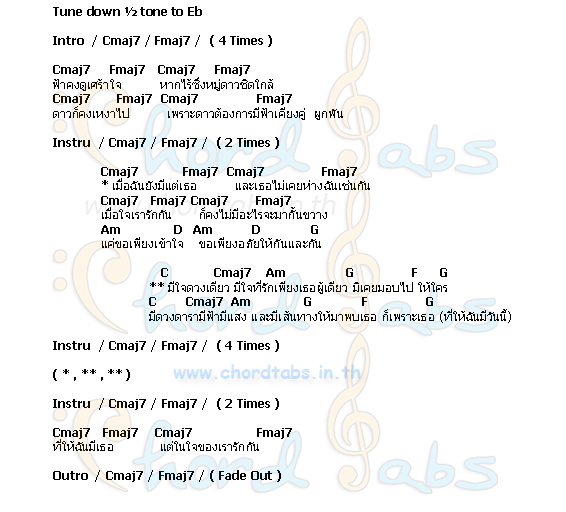 Tune down ½ tone to Eb
Intro / Cmaj7 / Fmaj7 / ( 4 Times )
Cmaj7 Fmaj7 Cmaj7 Fmaj7
ฟ้าคงดูเศร้าใจ หากไร้ซึ่งหมู่ดาวชิดใกล้
Cmaj7 Fmaj7 Cmaj7 Fmaj7
ดาวก็คงเหงาไป เพราะดาวต้องการมีฟ้าเคียงคู่ ผูกพัน
Instru / Cmaj7 / Fmaj7 / ( 2 Times )
Cmaj7 Fmaj7 Cmaj7 Fmaj7
* เมื่อฉันยังมีแต่เธอ และเธอไม่เคยห่างฉันเช่นกัน
Cmaj7 Fmaj7 Cmaj7 Fmaj7
เมื่อใจเรารักกัน ก็คงไม่มีอะไรจะมากั้นขวาง
Am D Am D G
แค่ขอเพียงเข้าใจ ขอเพียงอภัยให้กันและกัน
C Cmaj7 Am G F G
** มีใจดวงเดียว มีใจที่รักเพียงเธอผู้เดียว มิเคยมอบไป ให้ใคร
C Cmaj7 Am G F G
มีดวงดารามีฟ้ามีแสง และมีเส้นทางให้มาพบเธอ ก็เพราะเธอ (ที่ให้ฉันมีวันนี้)
Instru / Cmaj7 / Fmaj7 / ( 4 Times )
( * , ** , ** )
www.chordtabs.in.th
Instru / Cmaj7 / Fmaj7 / ( 2 Times )
Cmaj7 Fmaj7 Cmaj7 Fmaj7
ที่ให้ฉันมีเธอ แต่ในใจของเรารักกัน
Outro / Cmaj7 / Fmaj7 / ( Fade Out )